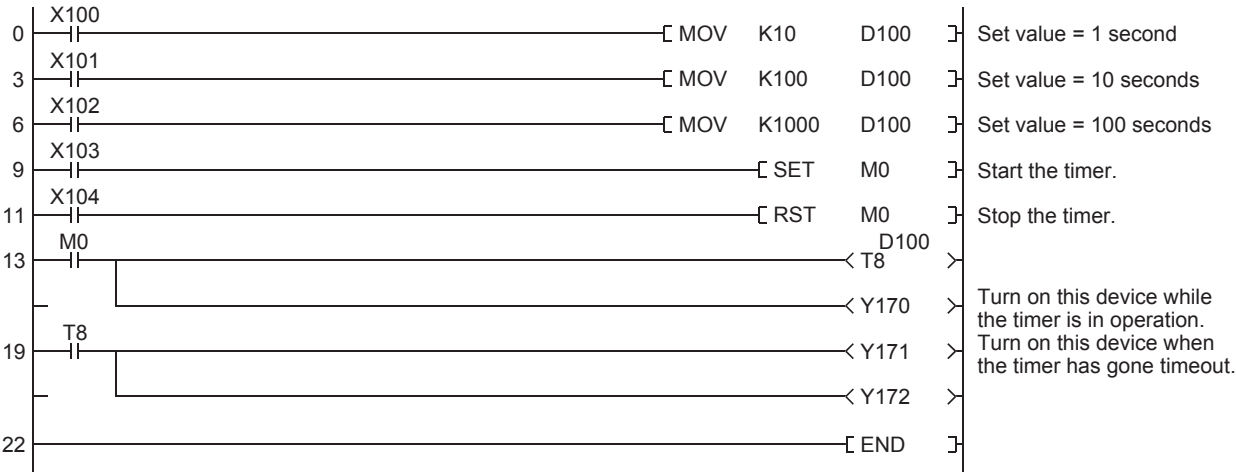 X100
0 MOV K10 D100 Set value = 1 second
X101
3 MOV K100 D100 Set value = 10 seconds
X102
6 MOV K1000 D100 Set value = 100 seconds
X103
9 SET M0 Start the timer.
X104
11 RST M0 Stop the timer.
M0 D100
13 T8
Y170 Turn on this device while
the timer is in operation.
T8 Turn on this device when
19 Y171 the timer has gone timeout.
Y172
22 END